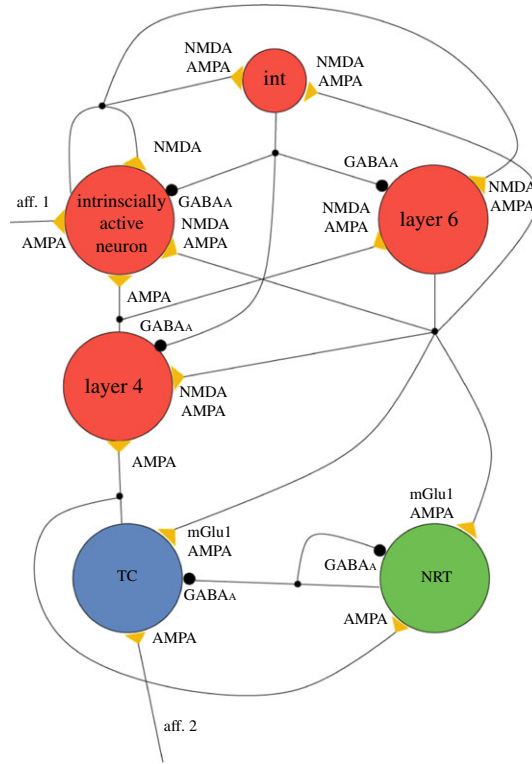 NMDA
AMPA
int
NMDA
AMPA
NMDA
GABAA
aff. 1
GABAA
intrinscially
active
neuron
NMDA
AMPA
layer 6
NMDA
AMPA
NMDA
AMPA
AMPA
AMPA
GABAA
layer 4
NMDA
AMPA
AMPA
mGlu1
AMPA
mGlu1
AMPA
TC
GABAA
GABAA
NRT
AMPA
AMPA
aff. 2